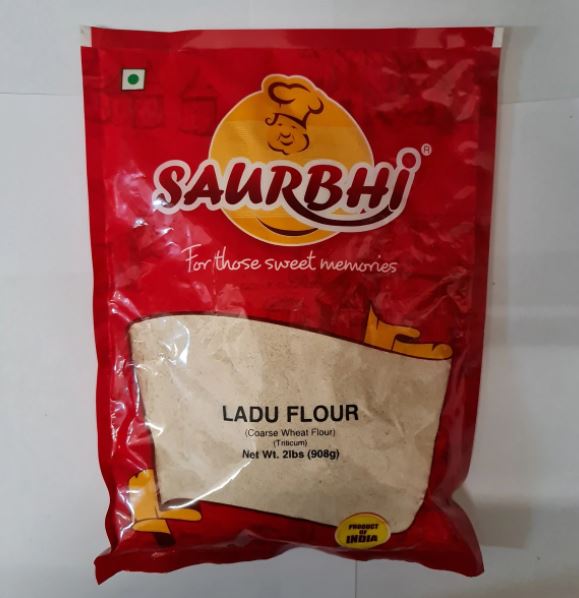 SAURBHi ®
For those sweet memories
LADU FLOUR
(Coarse Wheat Flour)
(Triticum)
Net Wt. 2lbs (908g)
PRODUCT
OF
INDIA